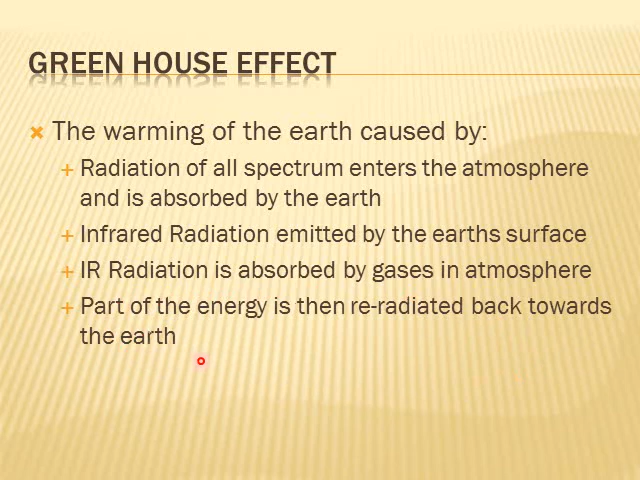 GREEN HOUSE EFFECT
The warming of the earth caused by:
Radiation of all spectrum enters the atmosphere
and is absorbed by the earth
Infrared Radiation emitted by the earths surface
IR Radiation is absorbed by gases in atmosphere
Part of the energy is then re-radiated back towards
the earth